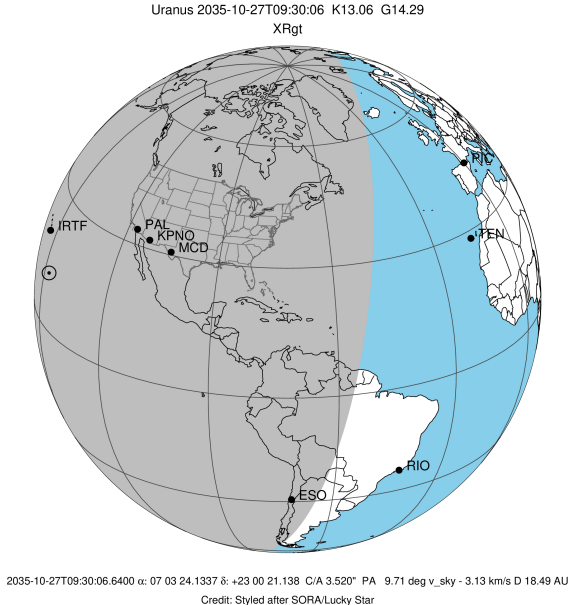 Uranus 2035-10-27T09:30:06 K13.06 G14.29
XRgt
PIC
IRTF
PAL
TEN
KPNO
MCD
RIO
ESO
2035-10-27T09:30:06.6400 α: 07 03 24.1337 δ: +23 00 21.138 C/A 3.520" PA 9.71 deg v_sky - 3.13 km/s D 18.49 AU
Credit: Styled after SORA/Lucky Star